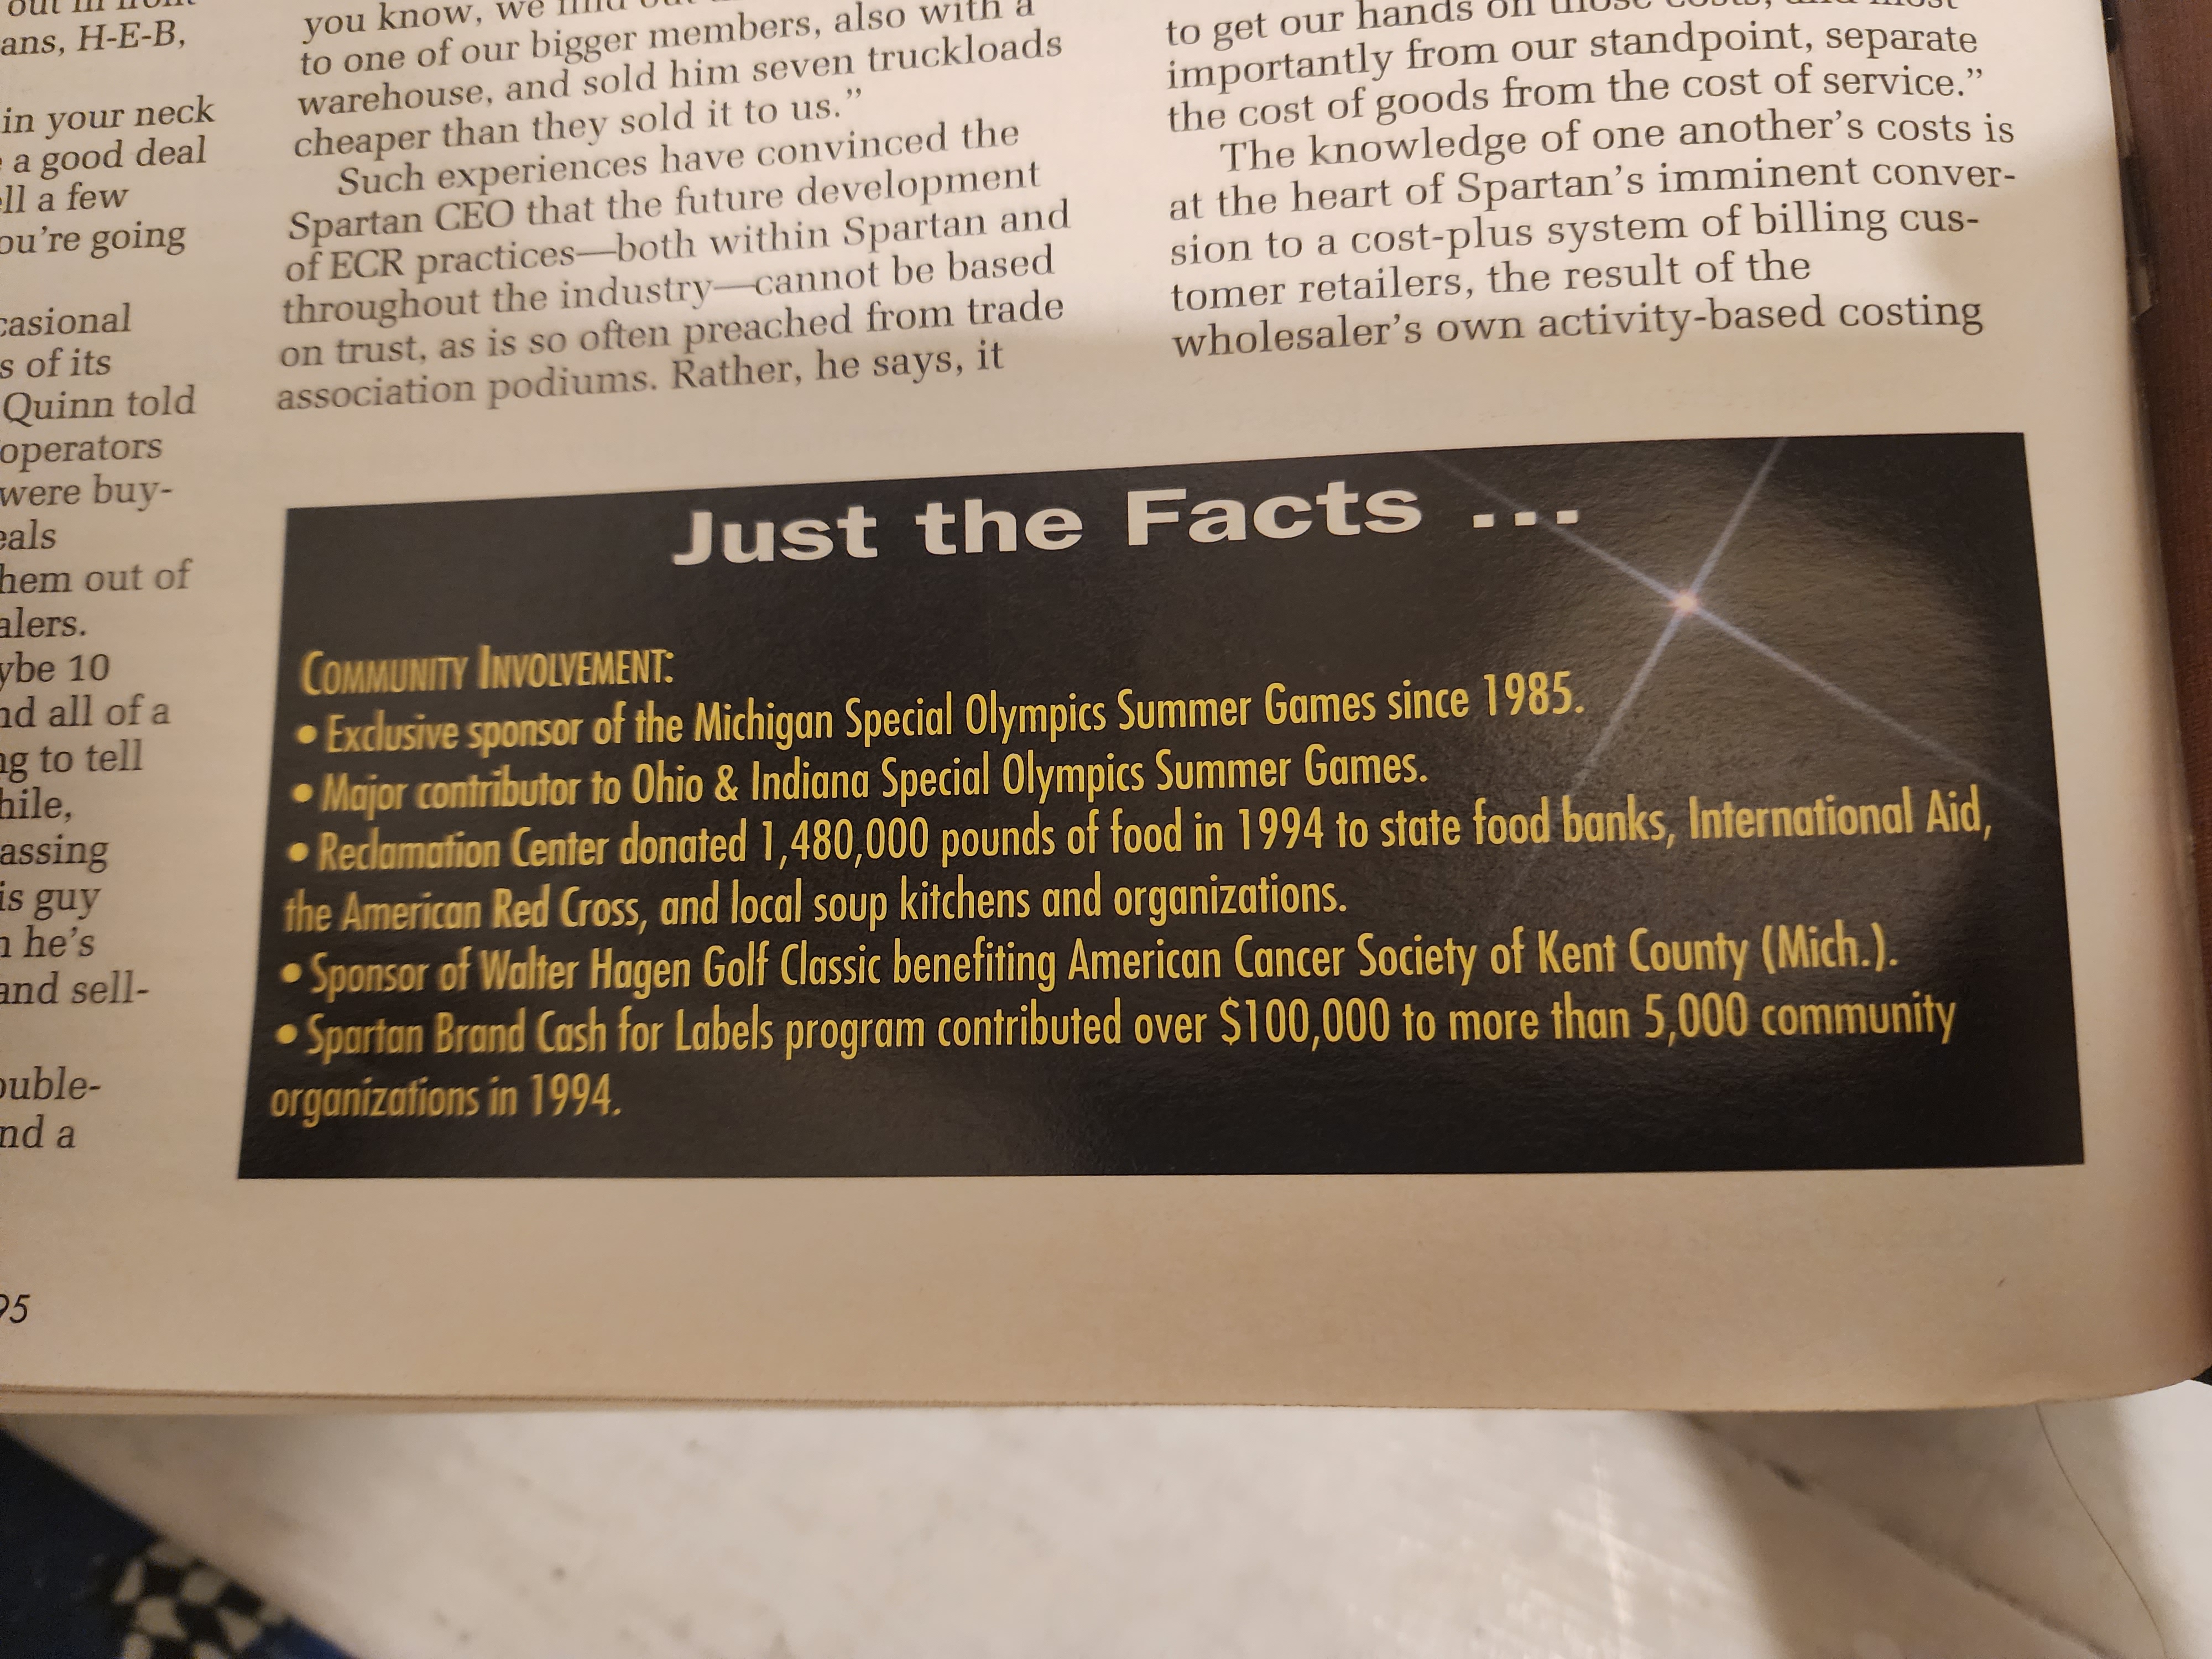 out in front
ans, H-E-B,
in your neck
a good deal
ll a few
ou're going
casional
s of its
Quinn told
operators
were buy-
eals
hem out of
alers.
ybe 10
nd all of a
ng to tell
hile,
assing
is guy
n he's
and sell-
ouble-
nd a
95
you know, we find out
to one of our bigger members, also with a
warehouse, and sold him seven truckloads
cheaper than they sold it to us.”
Such experiences have convinced the
Spartan CEO that the future development
of ECR practices—both within Spartan and
throughout the industry—cannot be based
on trust, as is so often preached from trade
association podiums. Rather, he says, it
to get our hands on those costs, and most
importantly from our standpoint, separate
the cost of goods from the cost of service.”
The knowledge of one another's costs is
at the heart of Spartan's imminent conver-
sion to a cost-plus system of billing cus-
tomer retailers, the result of the
wholesaler's own activity-based costing
Just the Facts ...
COMMUNITY INVOLVEMENT:
• Exclusive sponsor of the Michigan Special Olympics Summer Games since 1985.
• Major contributor to Ohio & Indiana Special Olympics Summer Games.
• Reclamation Center donated 1,480,000 pounds of food in 1994 to state food banks, International Aid,
the American Red Cross, and local soup kitchens and organizations.
• Sponsor of Walter Hagen Golf Classic benefiting American Cancer Society of Kent County (Mich.).
• Spartan Brand Cash for Labels program contributed over $100,000 to more than 5,000 community
organizations in 1994.